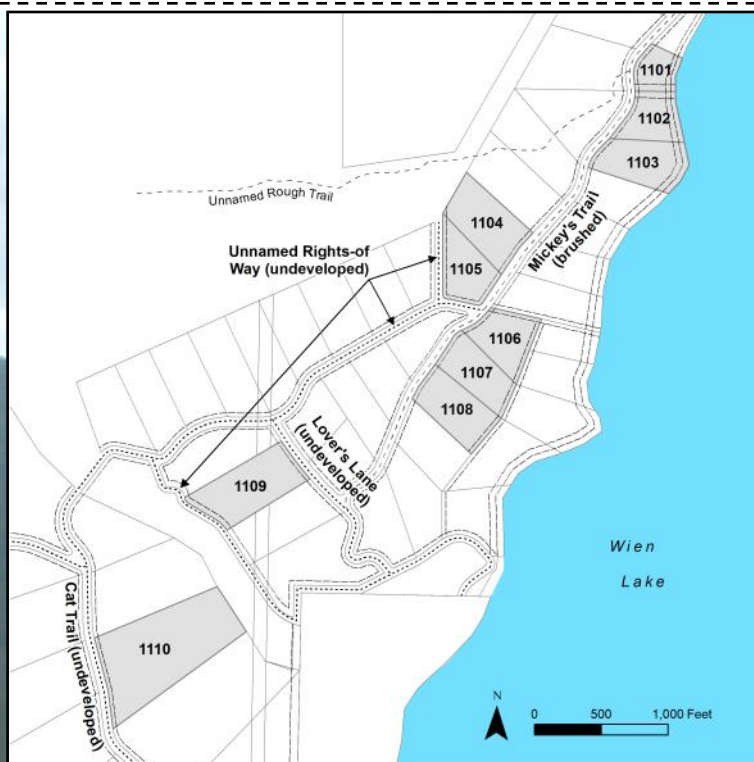 1101
1102
1103
Unnamed Rough Trail
1104
Mickey's Trail
(brushed)
Unnamed Rights-of
Way (undeveloped)
1105
1106
1107
1108
Lover's Lane
(undeveloped)
1109
Wien
Lake
Cat Trail (undeveloped)
1110
N
0 500 1,000 Feet